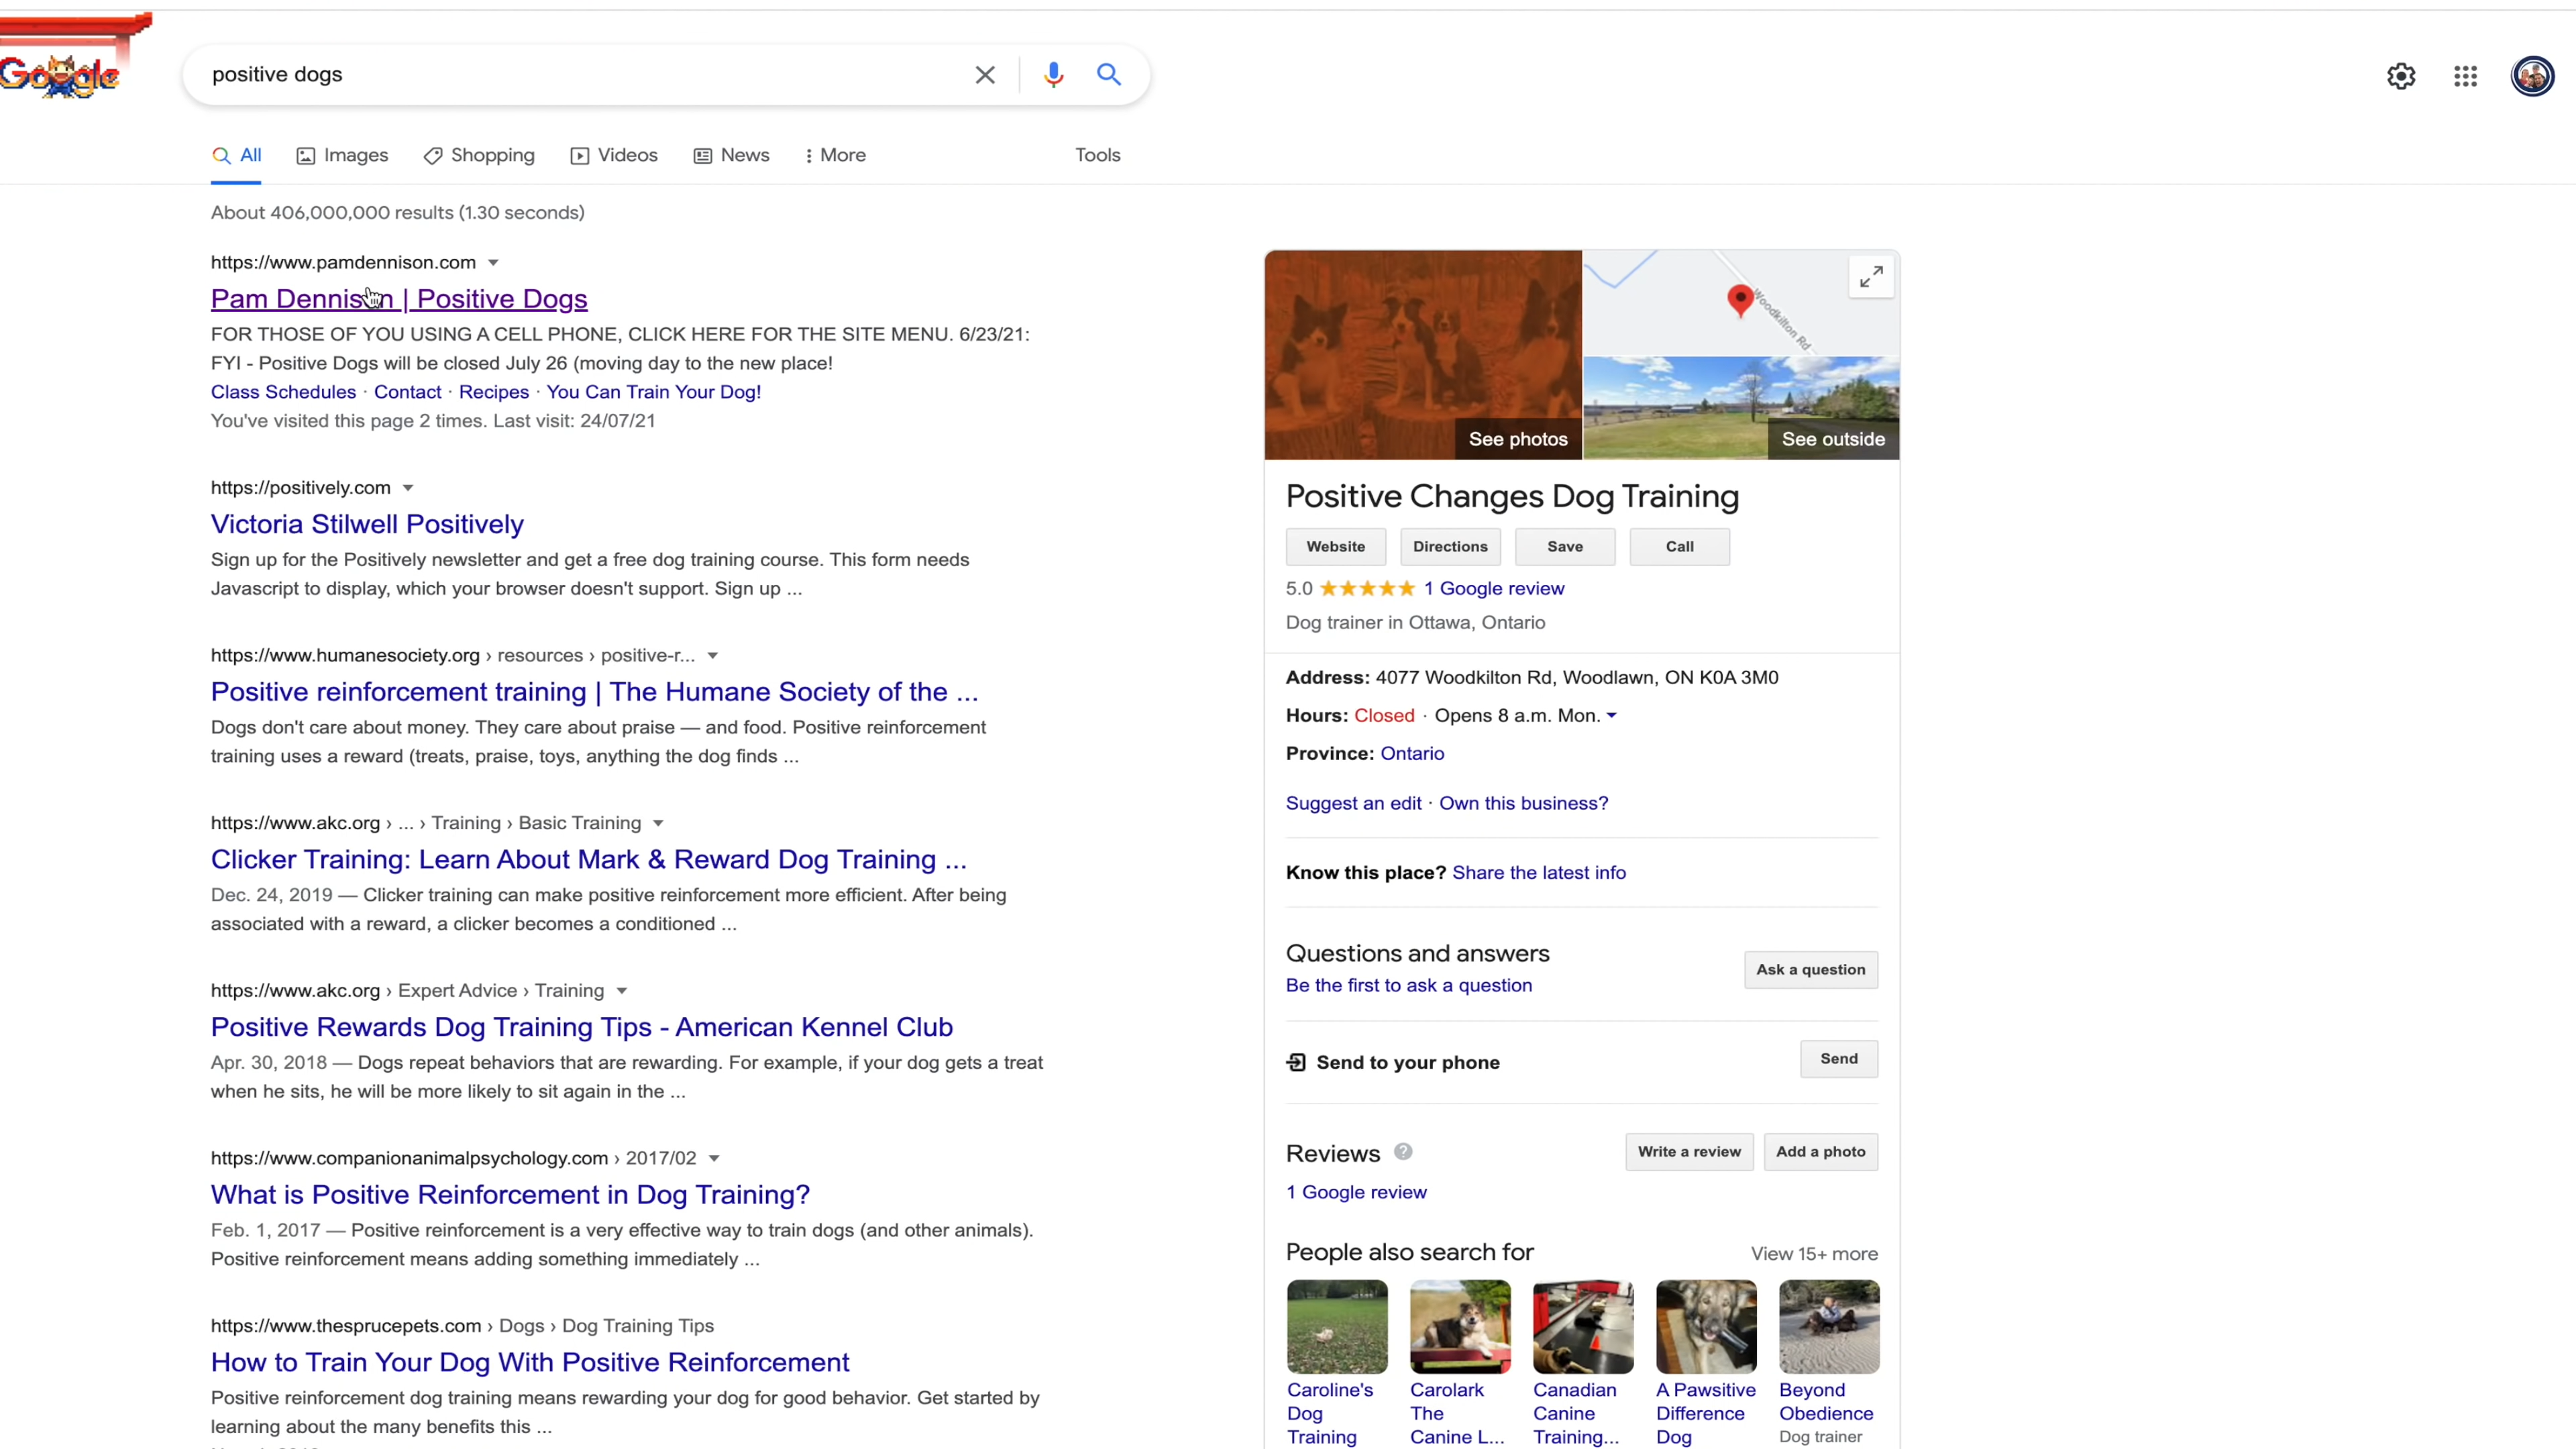 Google
positive dogs
All
Images
Shopping
Videos
News
More
Tools
About 406,000,000 results (1.30 seconds)
https://www.pamdennison.com
Pam Dennison | Positive Dogs
FOR THOSE OF YOU USING A CELL PHONE, CLICK HERE FOR THE SITE MENU. 6/23/21:
FYI - Positive Dogs will be closed July 26 (moving day to the new place!
Class Schedules · Contact · Recipes · You Can Train Your Dog!
You've visited this page 2 times. Last visit: 24/07/21
https://positively.com
Victoria Stilwell Positively
Sign up for the Positively newsletter and get a free dog training course. This form needs
Javascript to display, which your browser doesn't support. Sign up ...
https://www.humanesociety.org › resources › positive-r...
Positive reinforcement training | The Humane Society of the ...
Dogs don't care about money. They care about praise — and food. Positive reinforcement
training uses a reward (treats, praise, toys, anything the dog finds ...
https://www.akc.org › ... › Training › Basic Training
Clicker Training: Learn About Mark & Reward Dog Training ...
Dec. 24, 2019 — Clicker training can make positive reinforcement more efficient. After being
associated with a reward, a clicker becomes a conditioned ...
https://www.akc.org › Expert Advice › Training
Positive Rewards Dog Training Tips - American Kennel Club
Apr. 30, 2018 — Dogs repeat behaviors that are rewarding. For example, if your dog gets a treat
when he sits, he will be more likely to sit again in the ...
https://www.companionanimalpsychology.com › 2017/02
What is Positive Reinforcement in Dog Training?
Feb. 1, 2017 — Positive reinforcement is a very effective way to train dogs (and other animals).
Positive reinforcement means adding something immediately ...
https://www.thesprucepets.com › Dogs › Dog Training Tips
How to Train Your Dog With Positive Reinforcement
Positive reinforcement dog training means rewarding your dog for good behavior. Get started by
learning about the many benefits this ...
Woodkilton Rd
See photos
See outside
Positive Changes Dog Training
Website
Directions
Save
Call
5.0 ★★★★★ 1 Google review
Dog trainer in Ottawa, Ontario
Address: 4077 Woodkilton Rd, Woodlawn, ON K0A 3M0
Hours: Closed · Opens 8 a.m. Mon.
Province: Ontario
Suggest an edit · Own this business?
Know this place? Share the latest info
Questions and answers
Be the first to ask a question
Ask a question
Send to your phone
Send
Reviews
Write a review
Add a photo
1 Google review
People also search for
View 15+ more
Caroline's
Dog
Training
Carolark
The
Canine L...
Canadian
Canine
Training...
A Pawsitive
Difference
Dog
Beyond
Obedience
Dog trainer